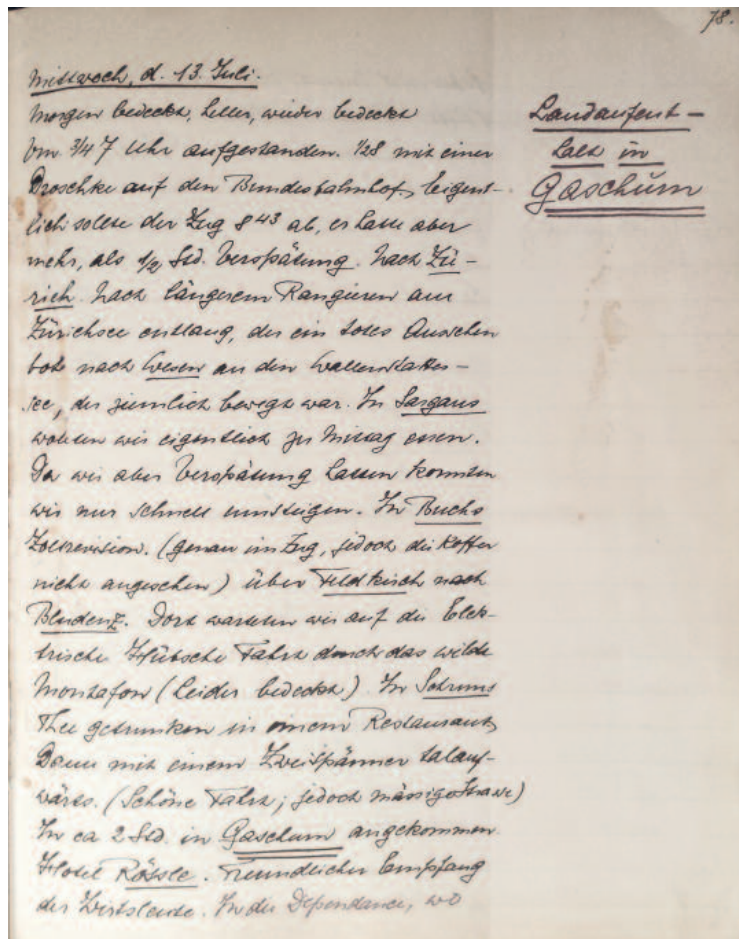 78.
Mittwoch, d. 13. Juli.
Morgen bedeckt, heller, wieder bedeckt
Um 3/4 7 Uhr aufgestanden. 1/28 mit einer
Droschke auf den Bundesbahnhof, eigent-
lich sollte der Zug 8 43 ab, er hatte aber
mehr, als 1/2 Std. Verspätung. Nach Zü-
rich. Nach längerem Rangieren am
Zürichsee entlang, der ein totes Aussehen
bot nach Wesen an den Wallenstatter-
see, der ziemlich bewegt war. In Sargans
wollten wir eigentlich zu Mittag essen.
Da wir aber Verspätung hatten konnten
wir nur schnell umsteigen. In Buchs
Zollrevision. (genau im Zug, jedoch die Koffer
nicht angesehen) über Feldkirch nach
Bludenz. Dort warteten wir auf die Elek-
trische Hübsche Fahrt durch das wilde
Montafon (leider bedeckt). In Schruns
Thee getrunken in einem Restaurant,
Dann mit einem Zweispänner talauf-
wärts. (Schöne Fahrt; jedoch mässige Strasse)
In ca 2 Std. in Gaschurn angekommen.
Hotel Rössle. Freundlicher Empfang
der Wirtsleute. In der Dependance, wo
Landaufent-
halt in
Gaschurn